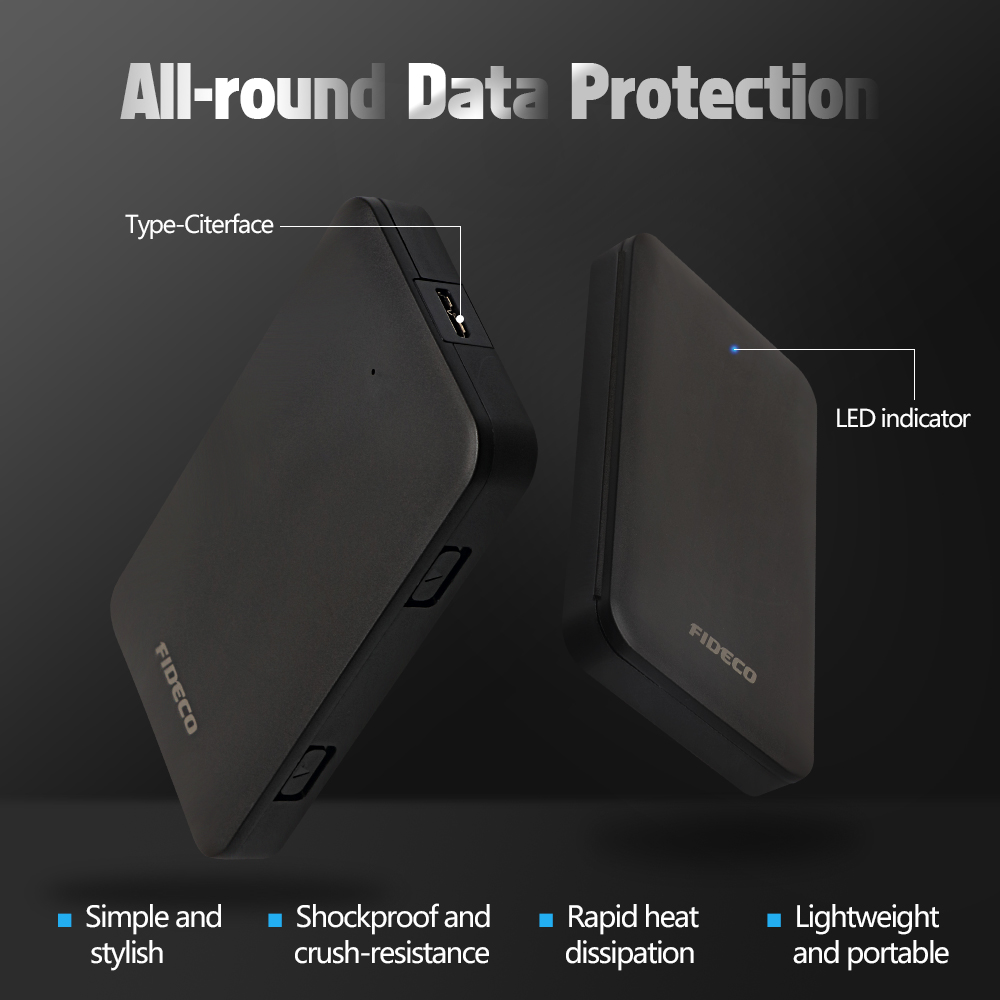 All-round Data Protection
Type-Citerface
LED indicator
FIDECO
FIDECO
Simple and
stylish
Shockproof and
crush-resistance
Rapid heat
dissipation
Lightweight
and portable